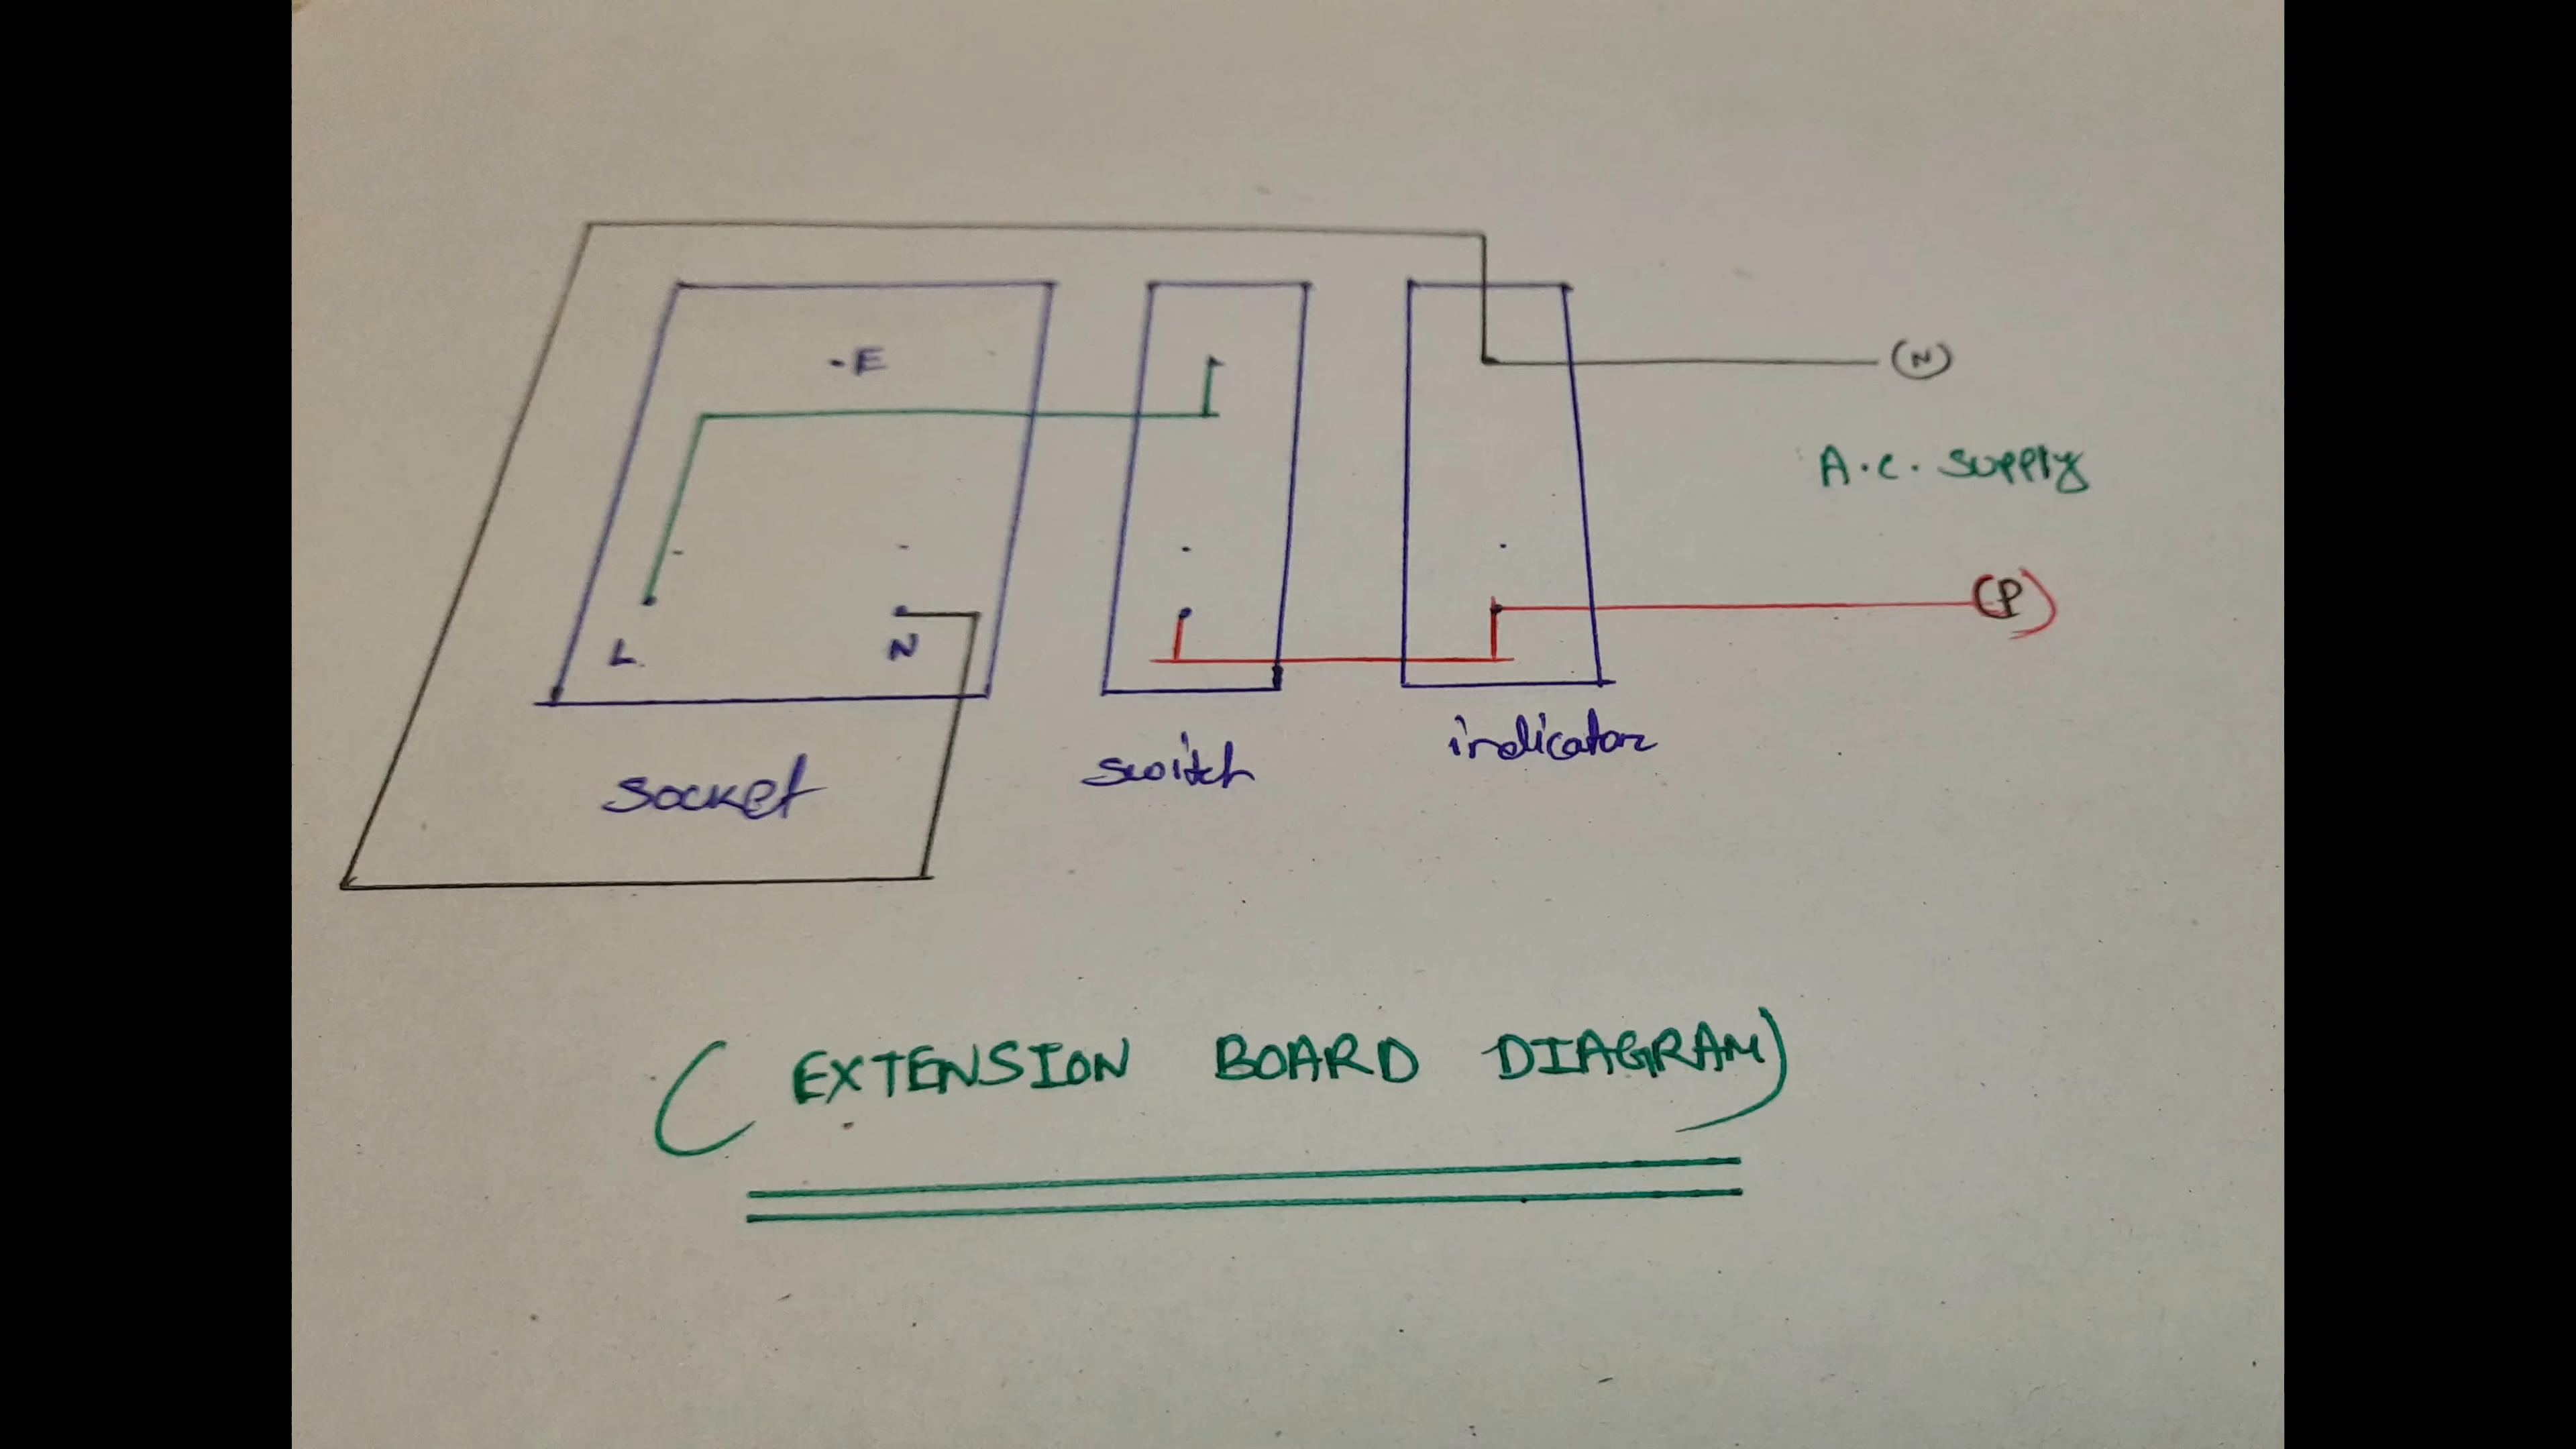 E
(N)
A.C. supply
L
N
(P)
socket
switch
indicator
(EXTENSION BOARD DIAGRAM)